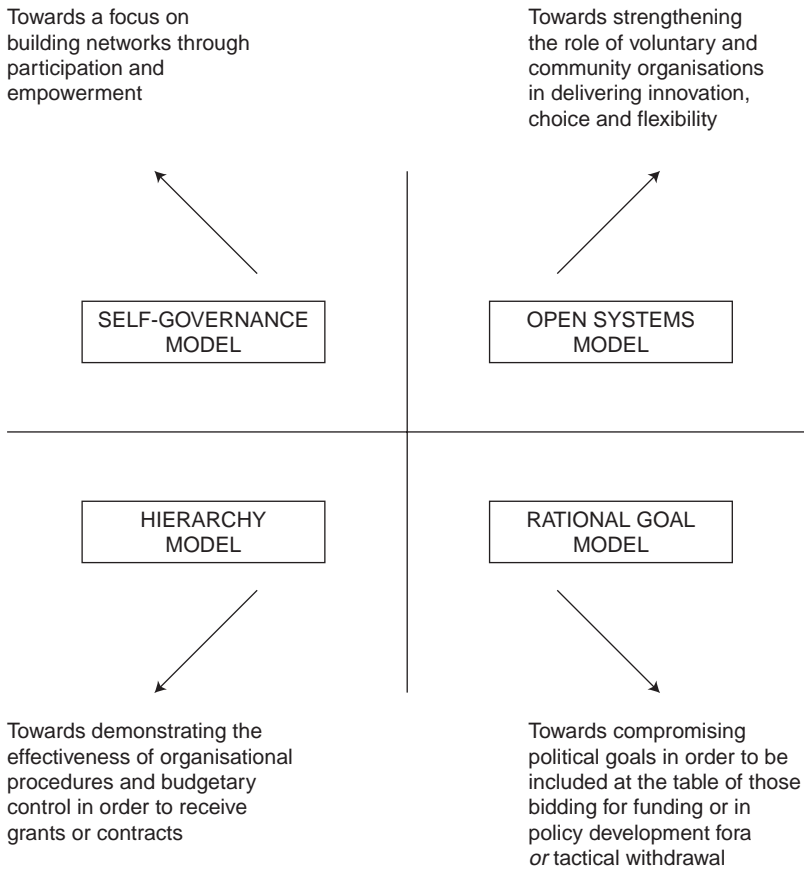 Towards a focus on
building networks through
participation and
empowerment
Towards strengthening
the role of voluntary and
community organisations
in delivering innovation,
choice and flexibility
SELF-GOVERNANCE
MODEL
OPEN SYSTEMS
MODEL
HIERARCHY
MODEL
RATIONAL GOAL
MODEL
Towards demonstrating the
effectiveness of organisational
procedures and budgetary
control in order to receive
grants or contracts
Towards compromising
political goals in order to be
included at the table of those
bidding for funding or in
policy development fora
or tactical withdrawal